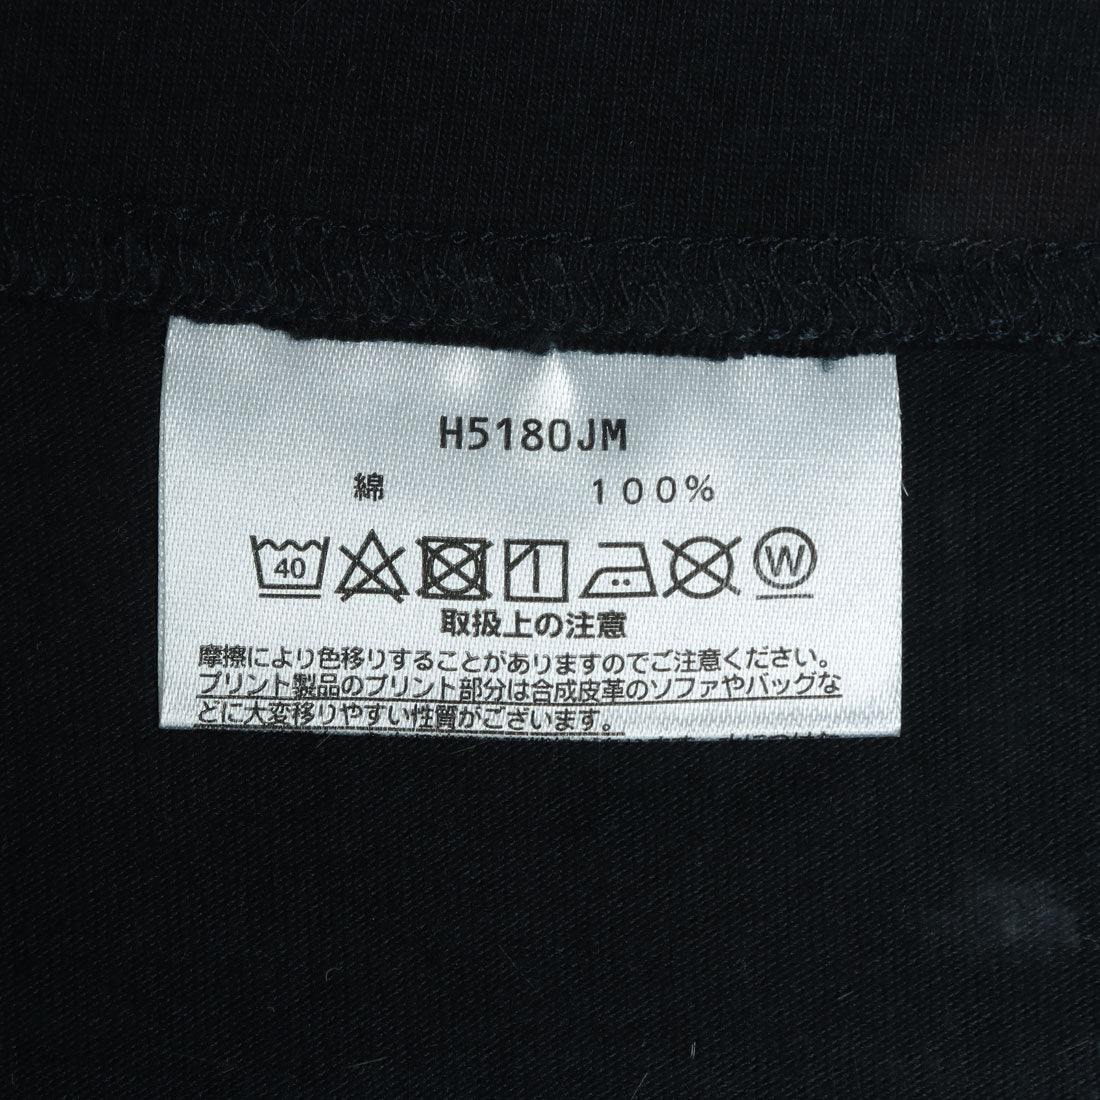 H5180JM
綿 100%
40 W
取扱上の注意
摩擦により色移りすることがありますのでご注意ください。
プリント製品のプリント部分は合成皮革のソファやバッグな
どに大変移りやすい性質がございます。